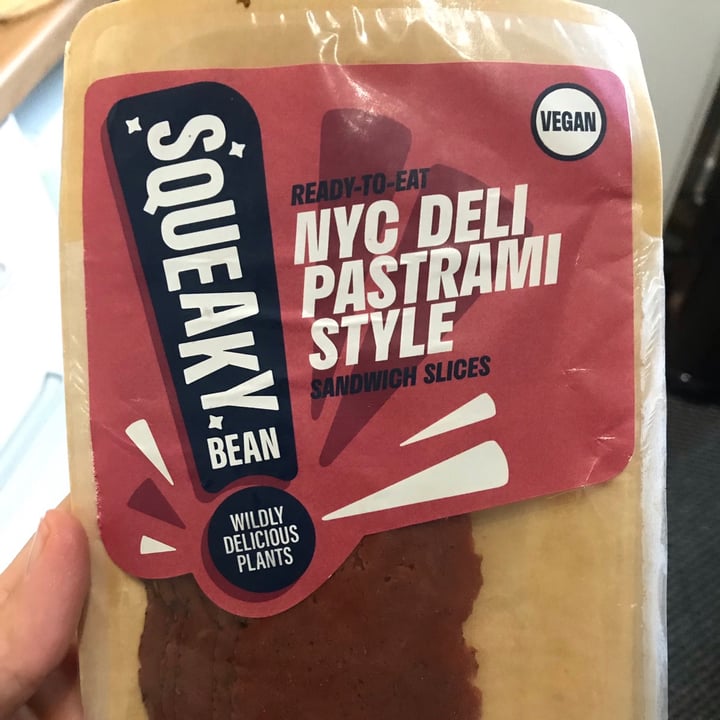 VEGAN
SQUEAKY
BEAN
READY-TO-EAT
NYC DELI
PASTRAMI
STYLE
SANDWICH SLICES
WILDLY
DELICIOUS
PLANTS